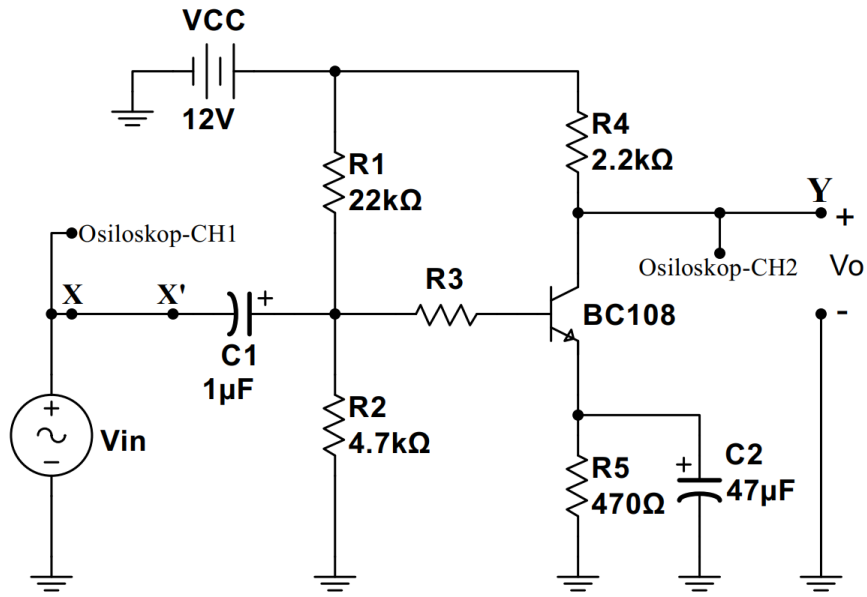 VCC
12V
R4
2.2kΩ
R1
22kΩ
Y
+
Osiloskop-CH1
Osiloskop-CH2
Vo
X
X'
+
R3
BC108
-
C1
1µF
R2
4.7kΩ
+
Vin
−
R5
470Ω
+
C2
47µF